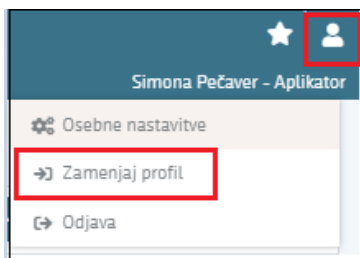 Simona Pečaver - Aplikator
Osebne nastavitve
Zamenjaj profil
Odjava